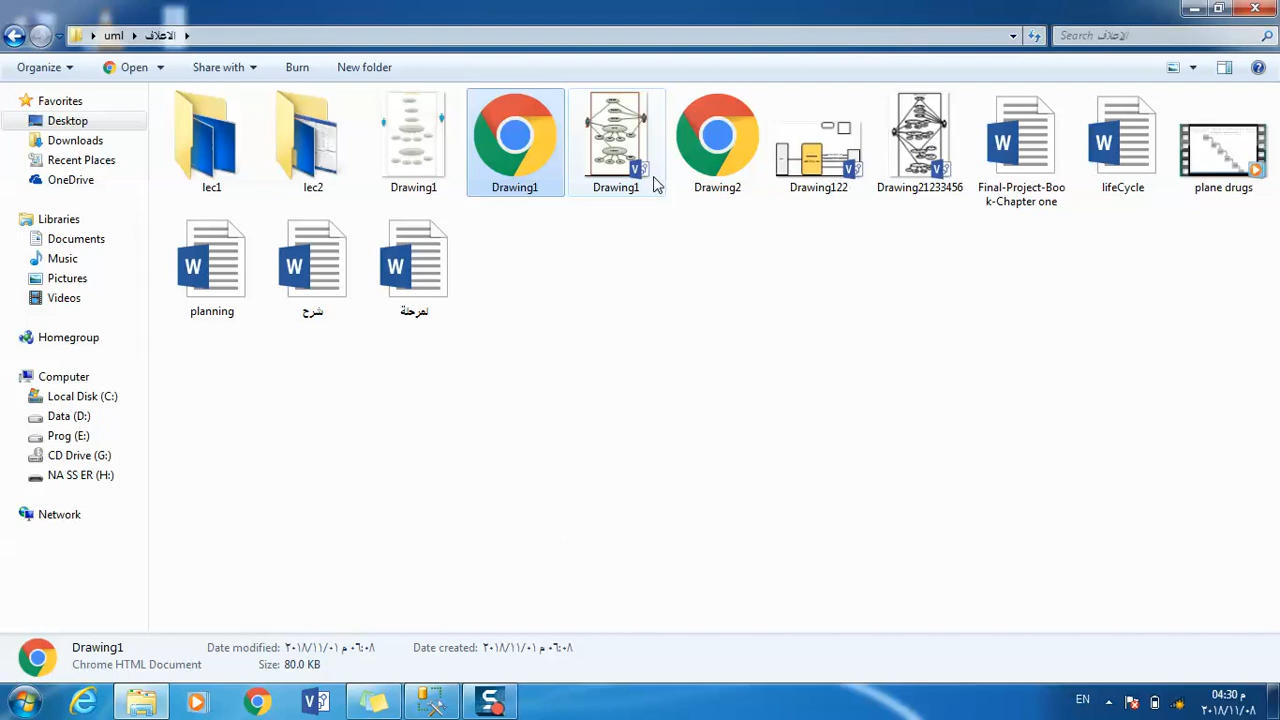 uml
الاعلاف
Search الاعلاف
Organize
Open
Share with
Burn
New folder
Favorites
Desktop
Downloads
Recent Places
OneDrive
Libraries
Documents
Music
Pictures
Videos
Homegroup
Computer
Local Disk (C:)
Data (D:)
Prog (E:)
CD Drive (G:)
NA SS ER (H:)
Network
lec1
lec2
Drawing1
Drawing1
Drawing1
Drawing2
Drawing122
Drawing21233456
Final-Project-Boo
k-Chapter one
lifeCycle
plane drugs
planning
شرح
لمرحلة
Drawing1
Date modified: ٢٠١٨/١١/٠١ م ٠٦:٠٨
Date created: ٢٠١٨/١١/٠١ م ٠٦:٠٨
Chrome HTML Document
Size: 80.0 KB
EN
م 04:30
٢٠١٨/١١/٠٨